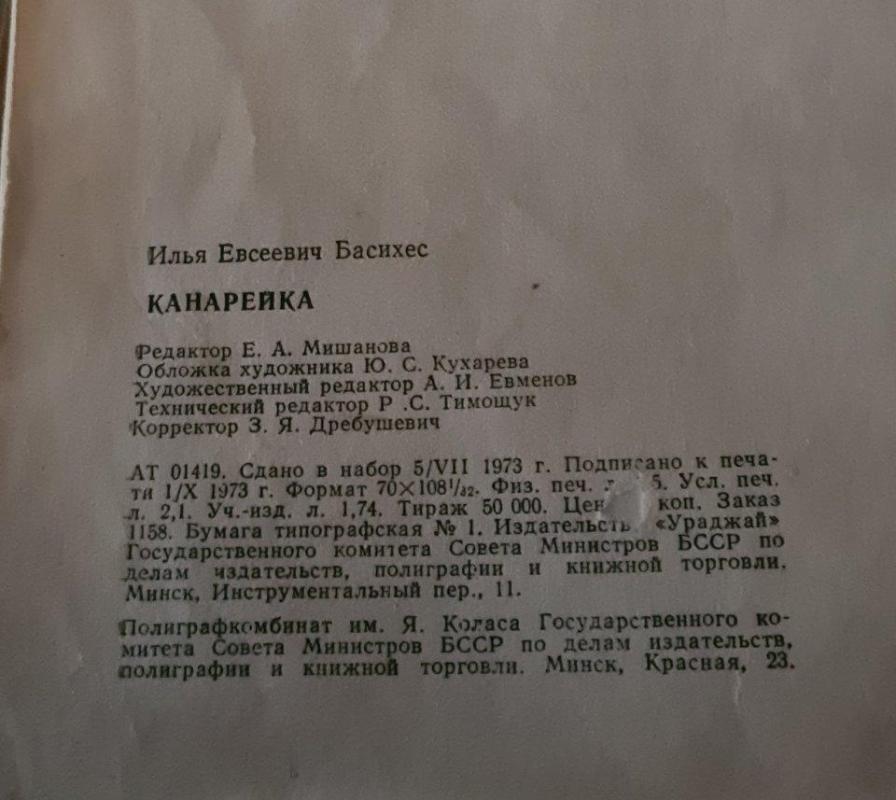 Илья Евсеевич Басихес
КАНАРЕЙКА
Редактор Е. А. Мишанова
Обложка художника Ю. С. Кухарева
Художественный редактор А. И. Евменов
Технический редактор Р .С. Тимощук
Корректор З. Я. Дребушевич
АТ 01419. Сдано в набор 5/VII 1973 г. Подписано к печа-
ти 1/X 1973 г. Формат 70×108¹/₃₂. Физ. печ. 5. Усл. печ.
л. 2,1. Уч.-изд. л. 1,74. Тираж 50 000. Цен коп. Заказ
1158. Бумага типографская № 1. Издательств «Ураджай»
Государственного комитета Совета Министров БССР по
делам издательств, полиграфии и книжной торговли.
Минск, Инструментальный пер., 11.
Полиграфкомбинат им. Я. Коласа Государственного ко-
митета Совета Министров БССР по делам издательств,
полиграфии и книжной торговли. Минск, Красная, 23.